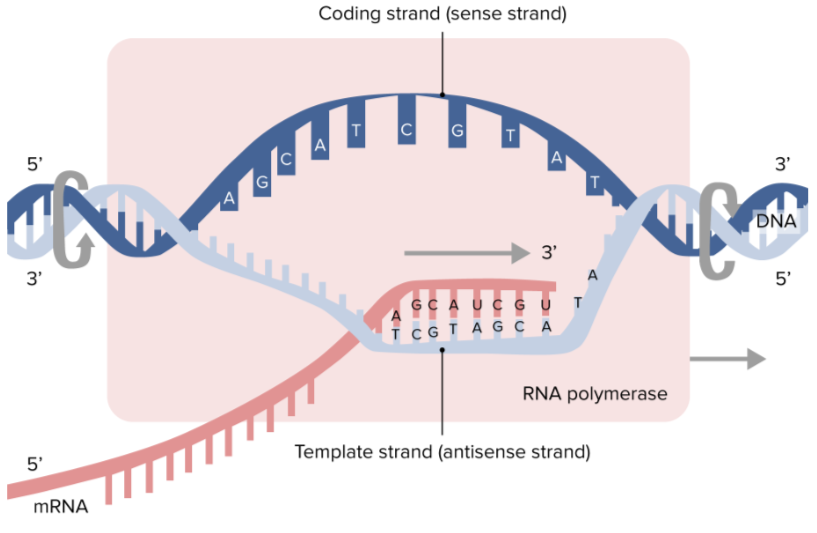 Coding strand (sense strand)
5’
3’
A G C A T C G T A T
DNA
3’
5’
3’
A G C A U C G U
T C G T A G C A T A
RNA polymerase
Template strand (antisense strand)
5’
mRNA